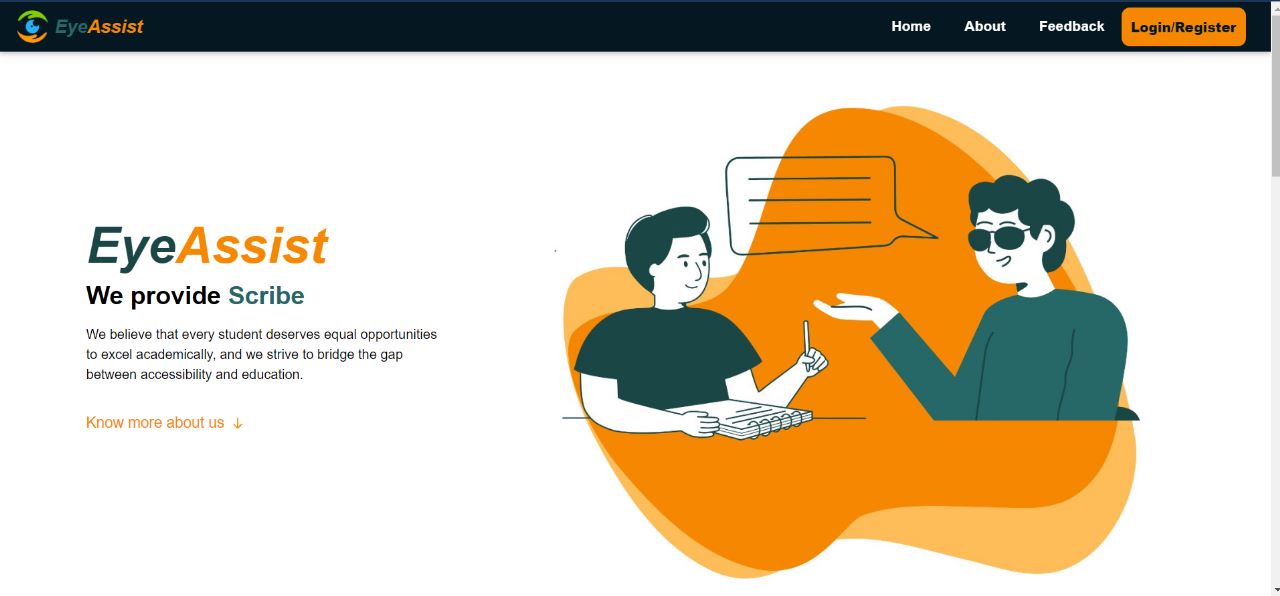 EyeAssist
Home About Feedback Login/Register
EyeAssist
We provide Scribe
We believe that every student deserves equal opportunities
to excel academically, and we strive to bridge the gap
between accessibility and education.
Know more about us ↓